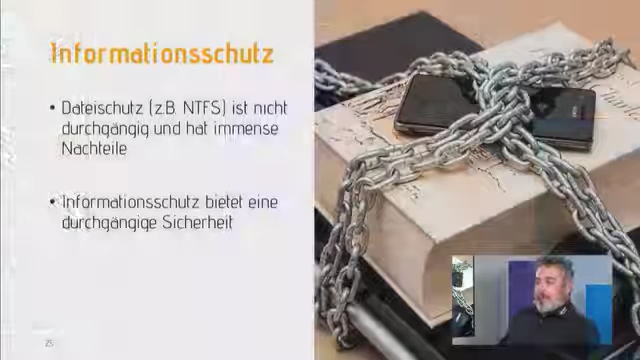 Informationsschutz
• Dateischutz (z.B. NTFS) ist nicht
durchgängig und hat immense
Nachteile
• Informationsschutz bietet eine
durchgängige Sicherheit
25